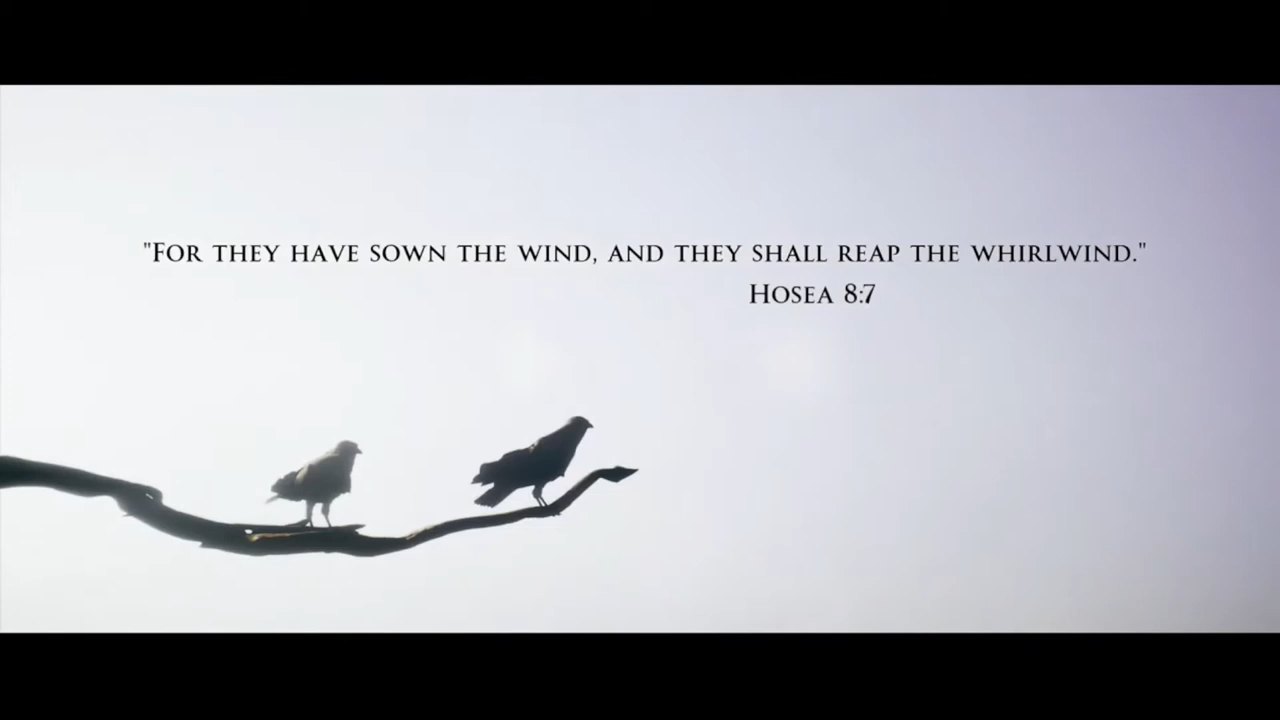 "For they have sown the wind, and they shall reap the whirlwind."
Hosea 8:7